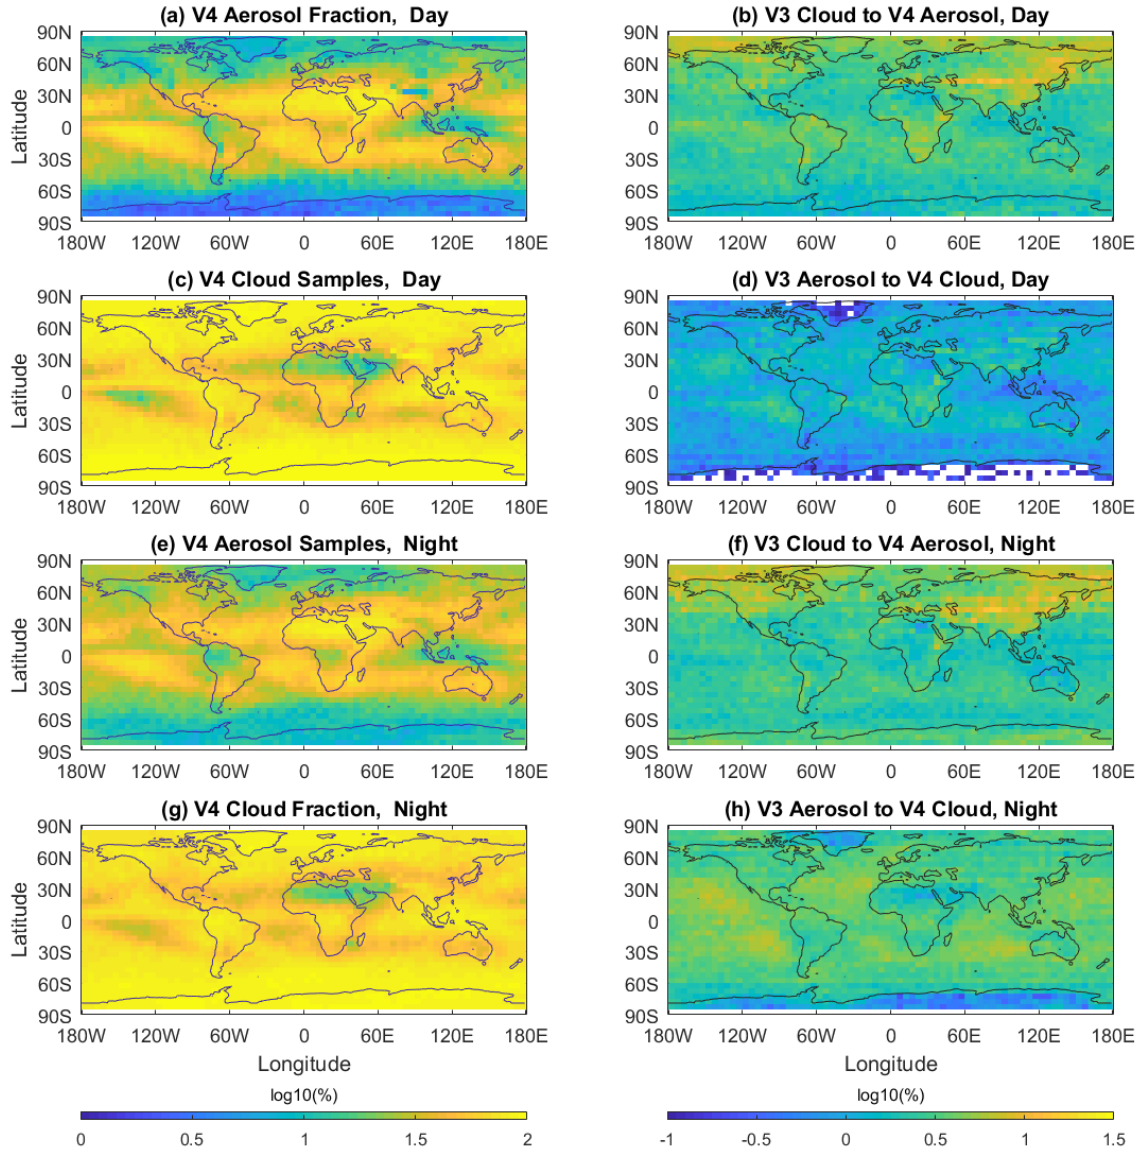 (a) V4 Aerosol Fraction, Day
(b) V3 Cloud to V4 Aerosol, Day
90N
60N
30N
0
30S
60S
90S
Latitude
180W 120W 60W 0 60E 120E 180E
90N
60N
30N
0
30S
60S
90S
180W 120W 60W 0 60E 120E 180E
(c) V4 Cloud Samples, Day
(d) V3 Aerosol to V4 Cloud, Day
90N
60N
30N
0
30S
60S
90S
Latitude
180W 120W 60W 0 60E 120E 180E
90N
60N
30N
0
30S
60S
90S
180W 120W 60W 0 60E 120E 180E
(e) V4 Aerosol Samples, Night
(f) V3 Cloud to V4 Aerosol, Night
90N
60N
30N
0
30S
60S
90S
Latitude
180W 120W 60W 0 60E 120E 180E
90N
60N
30N
0
30S
60S
90S
180W 120W 60W 0 60E 120E 180E
(g) V4 Cloud Fraction, Night
(h) V3 Aerosol to V4 Cloud, Night
90N
60N
30N
0
30S
60S
90S
Latitude
180W 120W 60W 0 60E 120E 180E
Longitude
90N
60N
30N
0
30S
60S
90S
180W 120W 60W 0 60E 120E 180E
Longitude
log10(%)
0 0.5 1 1.5 2
log10(%)
-1 -0.5 0 0.5 1 1.5